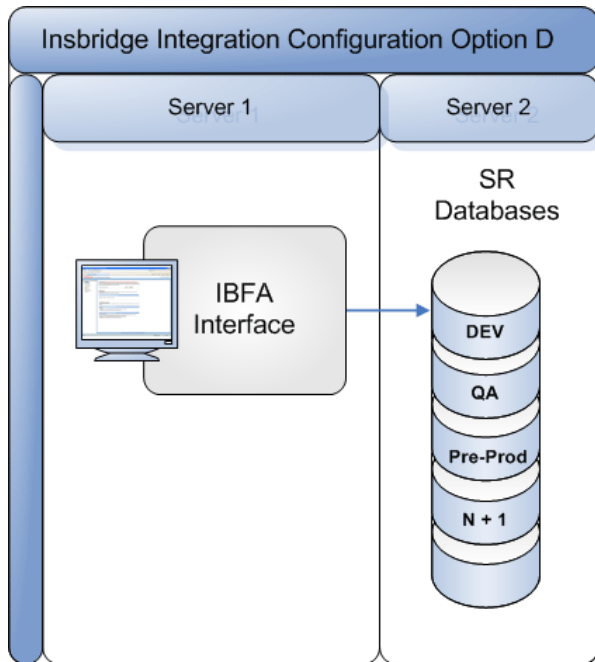 Insbridge Integration Configuration Option D
Server 1
Server 2
SR
Databases
IBFA
Interface
DEV
QA
Pre-Prod
N + 1